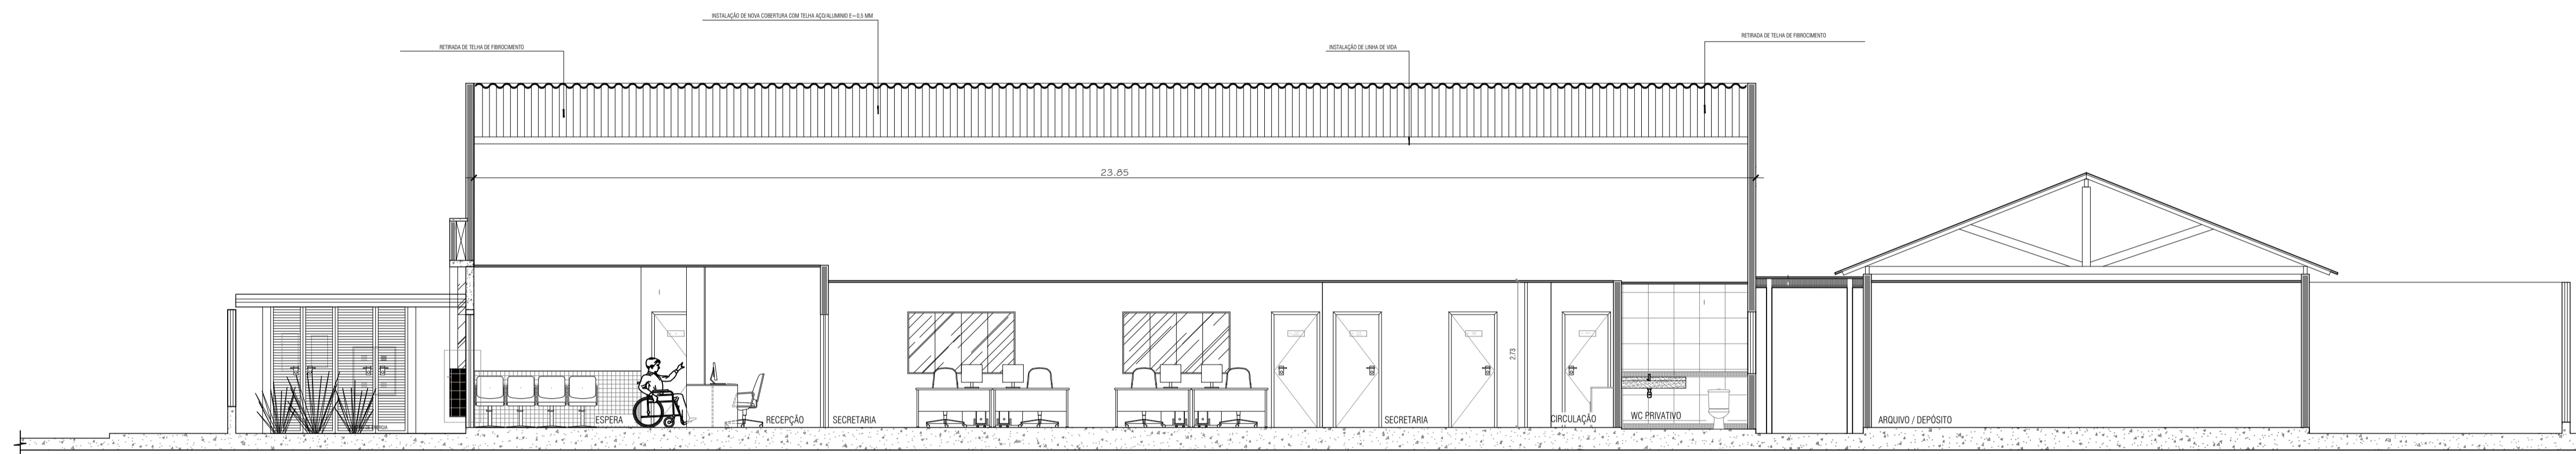 INSTALAÇÃO DE NOVA COBERTURA COM TELHA AÇO/ALUMINIO E=0,5 MM
RETIRADA DE TELHA DE FIBROCIMENTO
INSTALAÇÃO DE LINHA DE VIDA
RETIRADA DE TELHA DE FIBROCIMENTO
23.85
2.73
ESPERA
RECEPÇÃO
SECRETARIA
SECRETARIA
CIRCULAÇÃO
WC PRIVATIVO
ARQUIVO / DEPÓSITO
ENERGIA